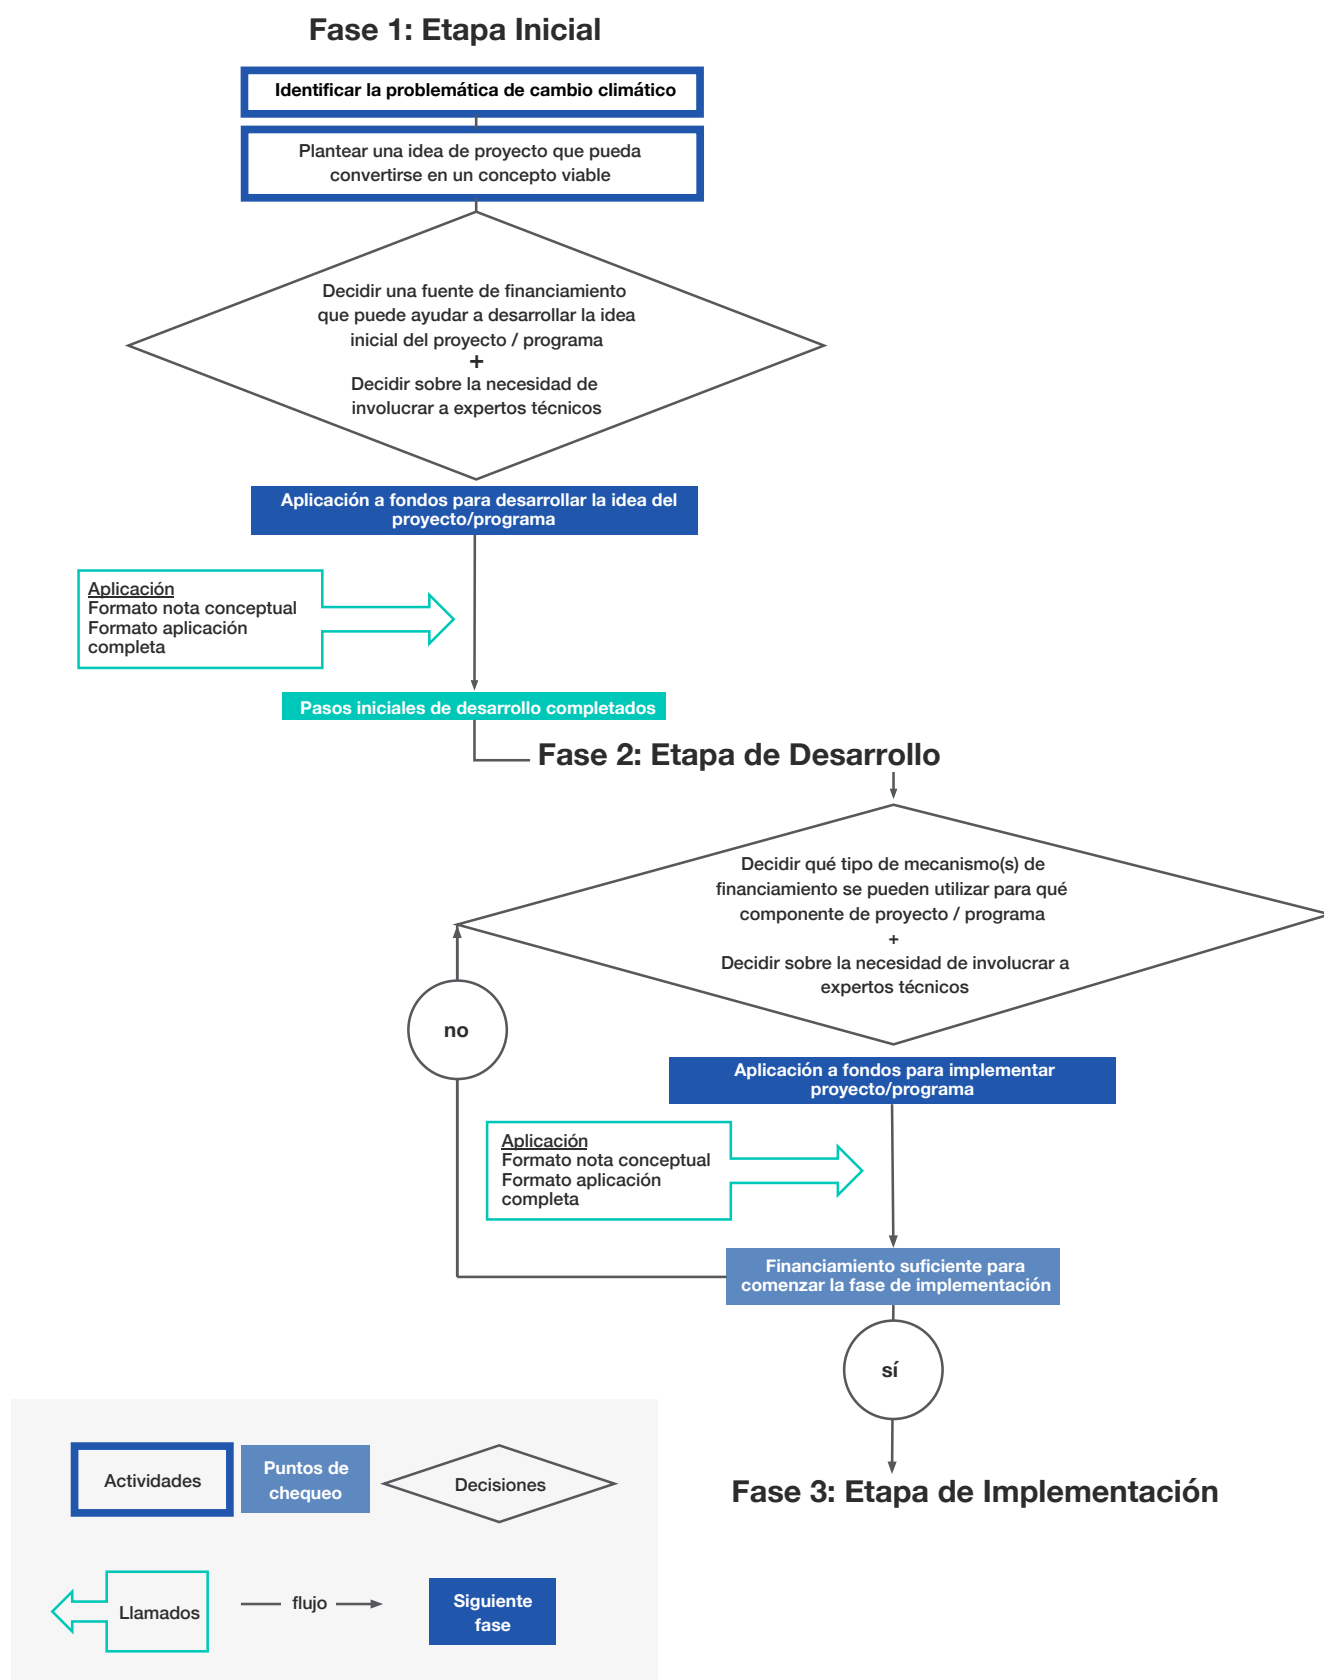 Fase 1: Etapa Inicial
Identificar la problemática de cambio climático
Plantear una idea de proyecto que pueda
convertirse en un concepto viable
Decidir una fuente de financiamiento
que puede ayudar a desarrollar la idea
inicial del proyecto / programa
+
Decidir sobre la necesidad de
involucrar a expertos técnicos
Aplicación a fondos para desarrollar la idea del
proyecto/programa
Aplicación
Formato nota conceptual
Formato aplicación
completa
Pasos iniciales de desarrollo completados
Fase 2: Etapa de Desarrollo
Decidir qué tipo de mecanismo(s) de
financiamiento se pueden utilizar para qué
componente de proyecto / programa
+
Decidir sobre la necesidad de involucrar a
expertos técnicos
no
Aplicación a fondos para implementar
proyecto/programa
Aplicación
Formato nota conceptual
Formato aplicación
completa
Financiamiento suficiente para
comenzar la fase de implementación
sí
Fase 3: Etapa de Implementación
Actividades
Puntos de
chequeo
Decisiones
Llamados
flujo
Siguiente
fase